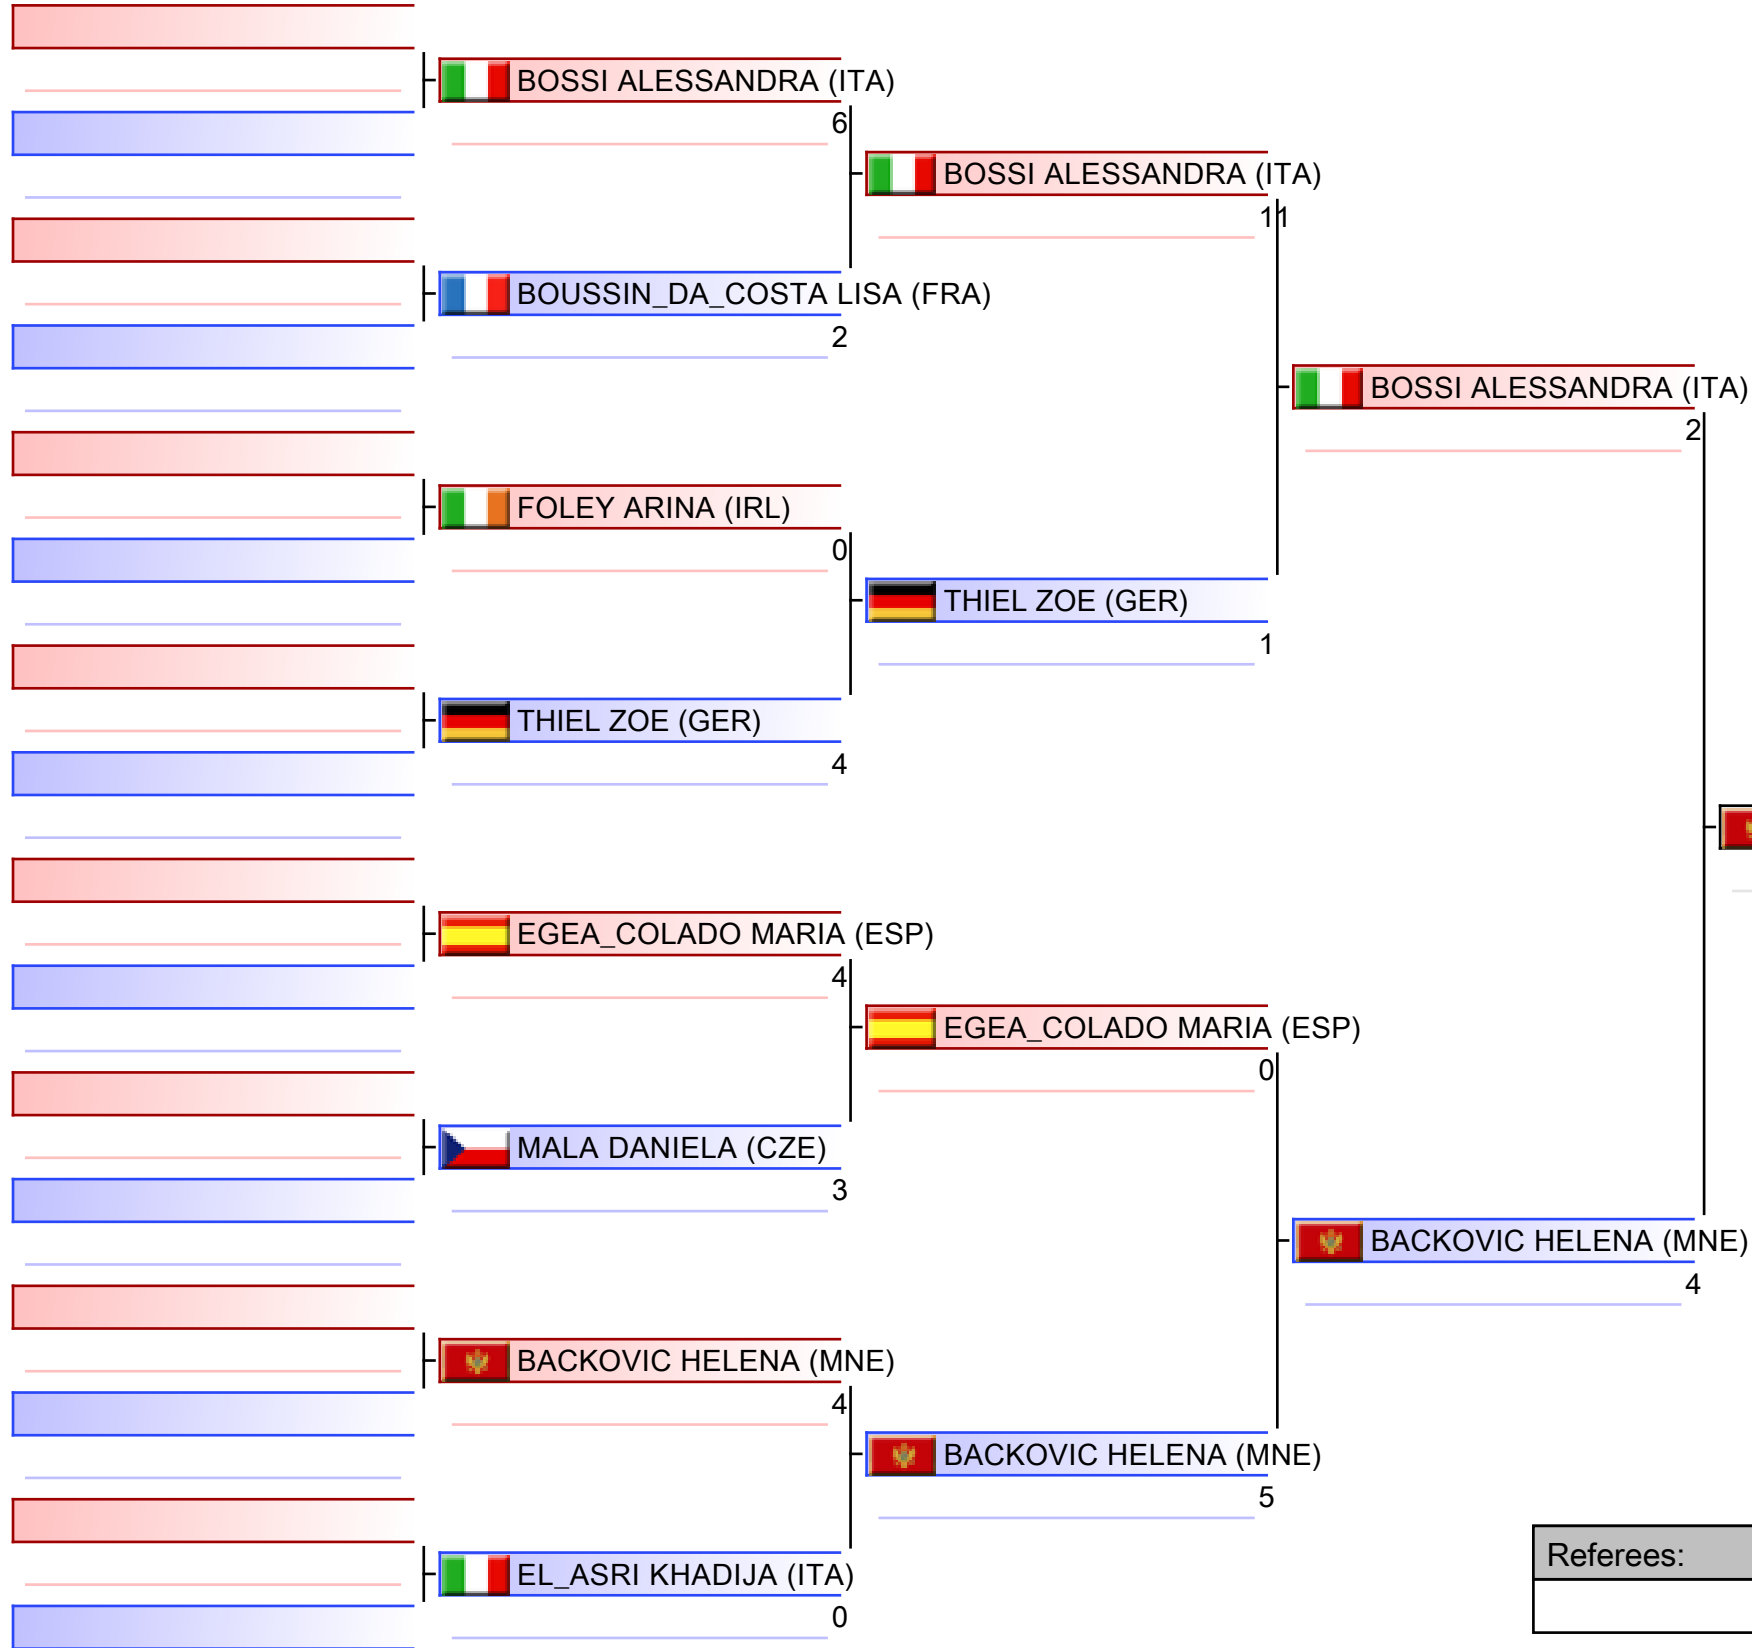 BOSSI ALESSANDRA (ITA)
6
BOSSI ALESSANDRA (ITA)
11
BOUSSIN_DA_COSTA LISA (FRA)
2
BOSSI ALESSANDRA (ITA)
2
FOLEY ARINA (IRL)
0
THIEL ZOE (GER)
1
THIEL ZOE (GER)
4
EGEA_COLADO MARIA (ESP)
4
EGEA_COLADO MARIA (ESP)
0
MALA DANIELA (CZE)
3
BACKOVIC HELENA (MNE)
4
BACKOVIC HELENA (MNE)
4
BACKOVIC HELENA (MNE)
5
Referees:
EL_ASRI KHADIJA (ITA)
0